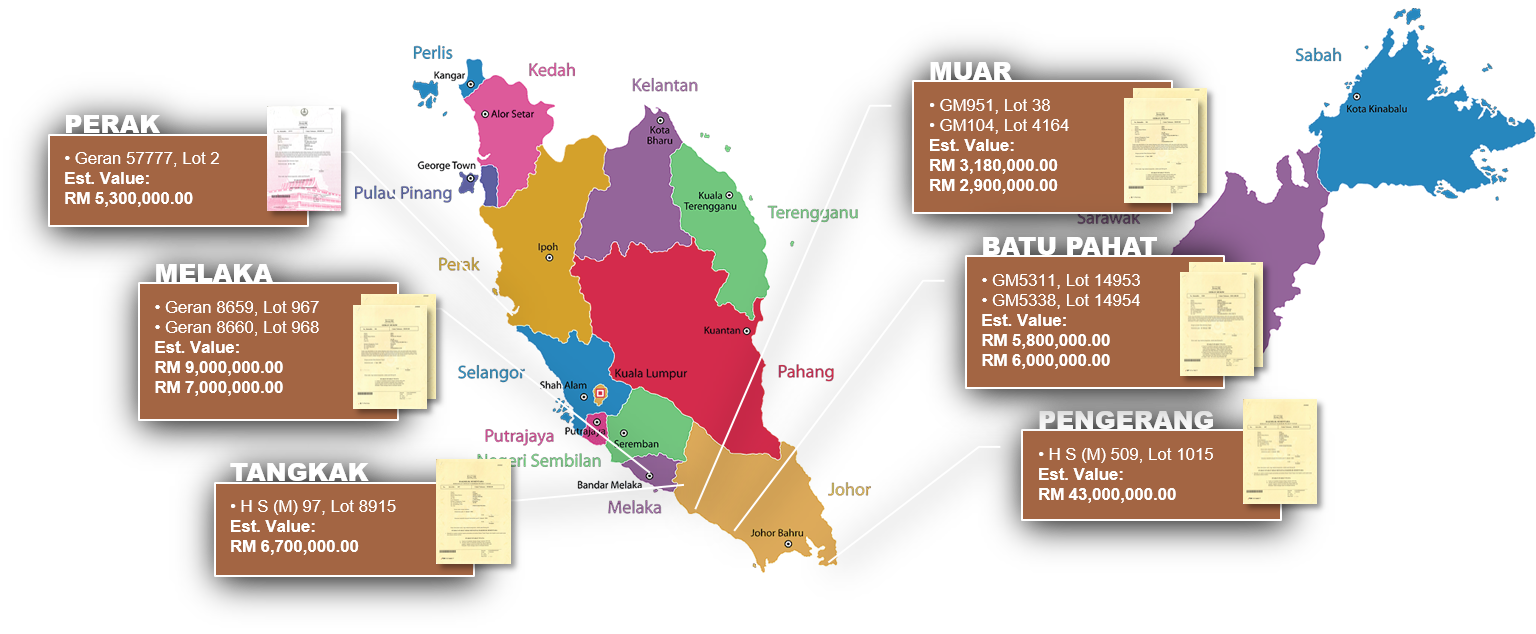 PERAK
• Geran 57777, Lot 2
Est. Value:
RM 5,300,000.00
MELAKA
• Geran 8659, Lot 967
• Geran 8660, Lot 968
Est. Value:
RM 9,000,000.00
RM 7,000,000.00
TANGKAK
• H S (M) 97, Lot 8915
Est. Value:
RM 6,700,000.00
Perlis
Kangar
Kedah
Alor Setar
Kelantan
Kota
Bharu
George Town
Pulau Pinang
Kuala
Terengganu
Terengganu
Ipoh
Perak
Kuantan
Selangor
Kuala Lumpur
Shah Alam
Pahang
Putrajaya
Putrajaya
Seremban
Negeri Sembilan
Bandar Melaka
Melaka
Johor
Johor Bahru
MUAR
• GM951, Lot 38
• GM104, Lot 4164
Est. Value:
RM 3,180,000.00
RM 2,900,000.00
Sabah
Kota Kinabalu
Sarawak
BATU PAHAT
• GM5311, Lot 14953
• GM5338, Lot 14954
Est. Value:
RM 5,800,000.00
RM 6,000,000.00
PENGERANG
• H S (M) 509, Lot 1015
Est. Value:
RM 43,000,000.00